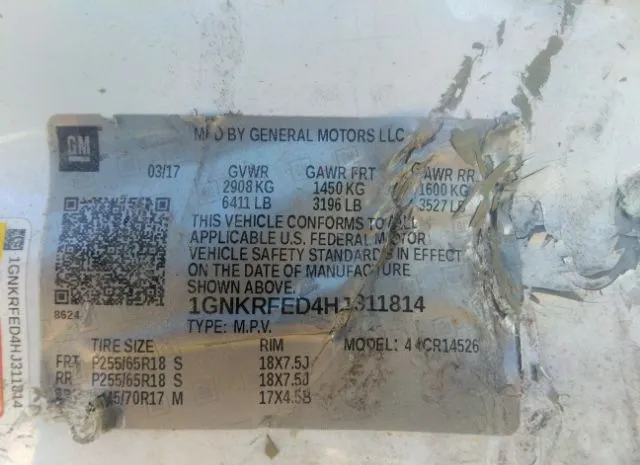 GM
MFD BY GENERAL MOTORS LLC
03/17 GVWR GAWR FRT GAWR RR
2908 KG 1450 KG 1600 KG
6411 LB 3196 LB 3527 LB
THIS VEHICLE CONFORMS TO ALL
APPLICABLE U.S. FEDERAL MOTOR
VEHICLE SAFETY STANDARDS IN EFFECT
ON THE DATE OF MANUFACTURE
SHOWN ABOVE.
8624
1GNKRFED4HJ311814
TYPE: M.P.V.
TIRE SIZE RIM MODEL:
FRT P255/65R18 S 18X7.5J
RR P255/65R18 S 18X7.5J
/70R17 M 17X4.5B
1GNKRFED4HJ311814